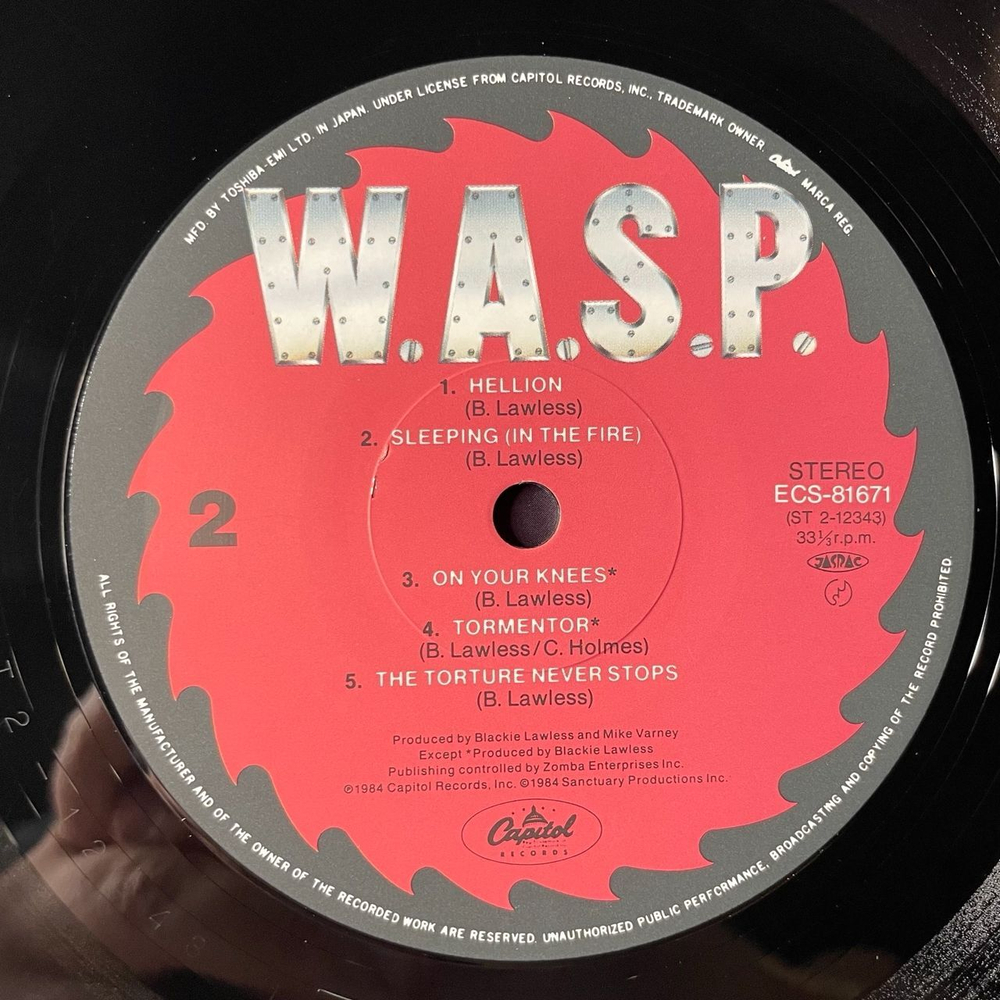 MFD. BY TOSHIBA-EMI LTD. IN JAPAN. UNDER LICENSE FROM CAPITOL RECORDS, INC., TRADEMARK OWNER. Capitol MARCA REG.
W.A.S.P.
1. HELLION
(B. Lawless)
2. SLEEPING (IN THE FIRE)
(B. Lawless)
2
STEREO
ECS-81671
(ST 2-12343)
33⅓r.p.m.
JASRAC
3. ON YOUR KNEES*
(B. Lawless)
4. TORMENTOR*
(B. Lawless/C. Holmes)
5. THE TORTURE NEVER STOPS
(B. Lawless)
Produced by Blackie Lawless and Mike Varney
Except *Produced by Blackie Lawless
Publishing controlled by Zomba Enterprises Inc.
℗1984 Capitol Records, Inc. ©1984 Sanctuary Productions Inc.
Capitol
RECORDS
ALL RIGHTS OF THE MANUFACTURER AND OF THE OWNER OF THE RECORDED WORK ARE RESERVED. UNAUTHORIZED PUBLIC PERFORMANCE, BROADCASTING AND COPYING OF THE RECORD PROHIBITED.